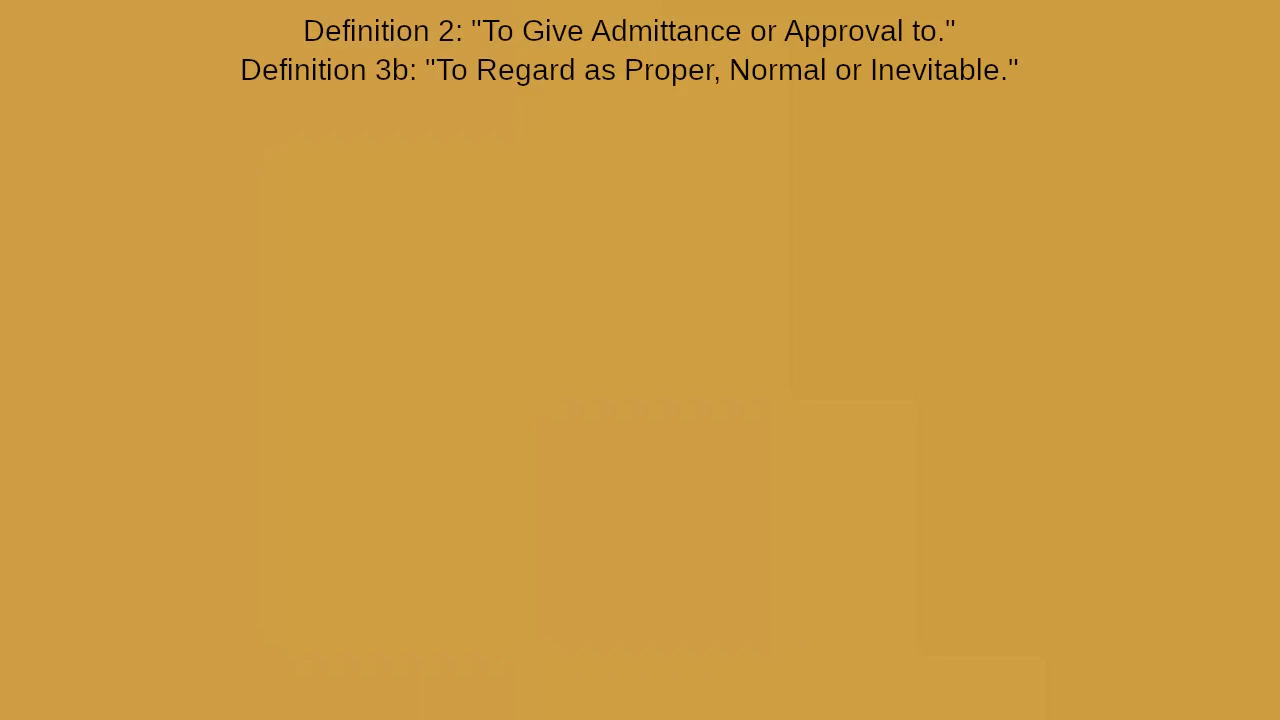 Definition 2: "To Give Admittance or Approval to."
Definition 3b: "To Regard as Proper, Normal or Inevitable."